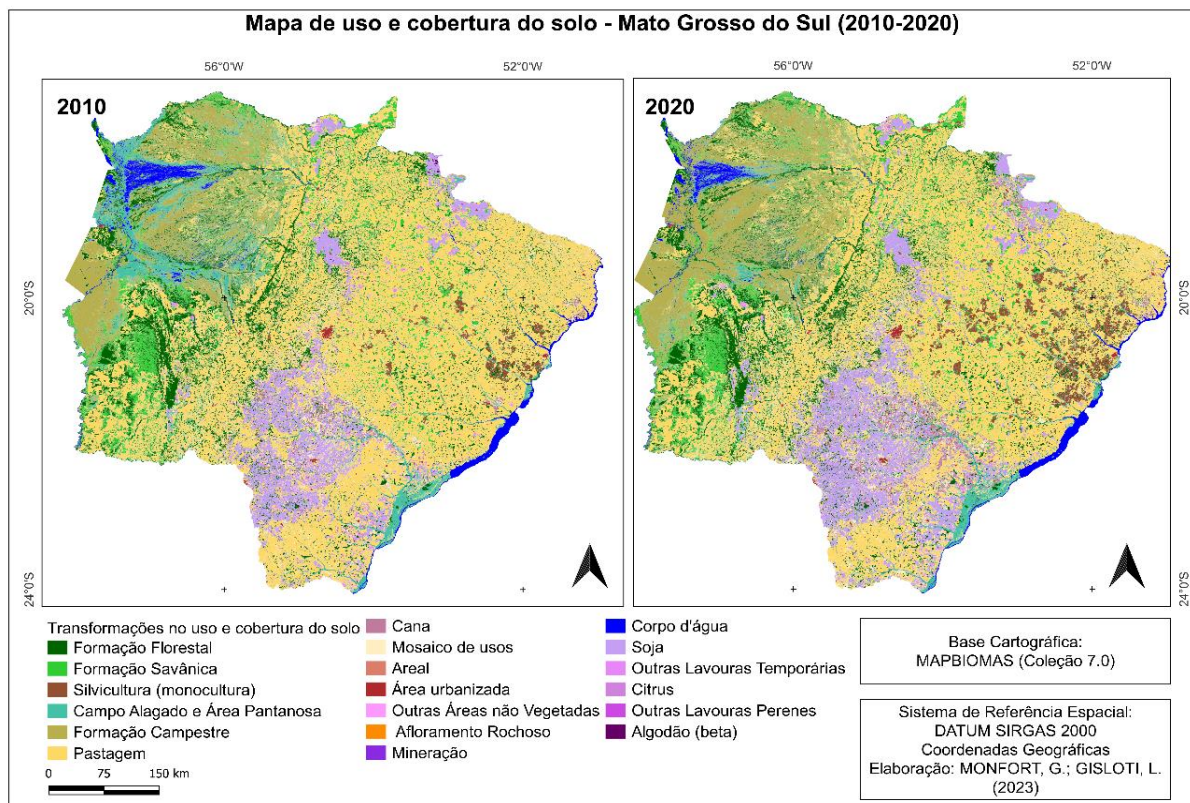 Mapa de uso e cobertura do solo - Mato Grosso do Sul (2010-2020)
56°0'W
52°0'W
56°0'W
52°0'W
2010
2020
20°0'S
20°0'S
24°0'S
24°0'S
Transformações no uso e cobertura do solo
Formação Florestal
Formação Savânica
Silvicultura (monocultura)
Campo Alagado e Área Pantanosa
Formação Campestre
Pastagem
Cana
Mosaico de usos
Areal
Área urbanizada
Outras Áreas não Vegetadas
Afloramento Rochoso
Mineração
Corpo d'água
Soja
Outras Lavouras Temporárias
Citrus
Outras Lavouras Perenes
Algodão (beta)
0 75 150 km
Base Cartográfica:
MAPBIOMAS (Coleção 7.0)
Sistema de Referência Espacial:
DATUM SIRGAS 2000
Coordenadas Geográficas
Elaboração: MONFORT, G.; GISLOTI, L.
(2023)